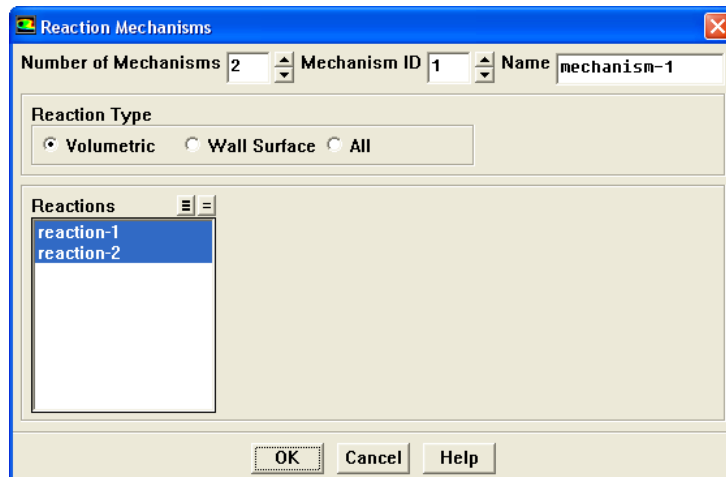 Reaction Mechanisms
Number of Mechanisms 2 Mechanism ID 1 Name mechanism-1
Reaction Type
Volumetric Wall Surface All
Reactions
reaction-1
reaction-2
OK Cancel Help